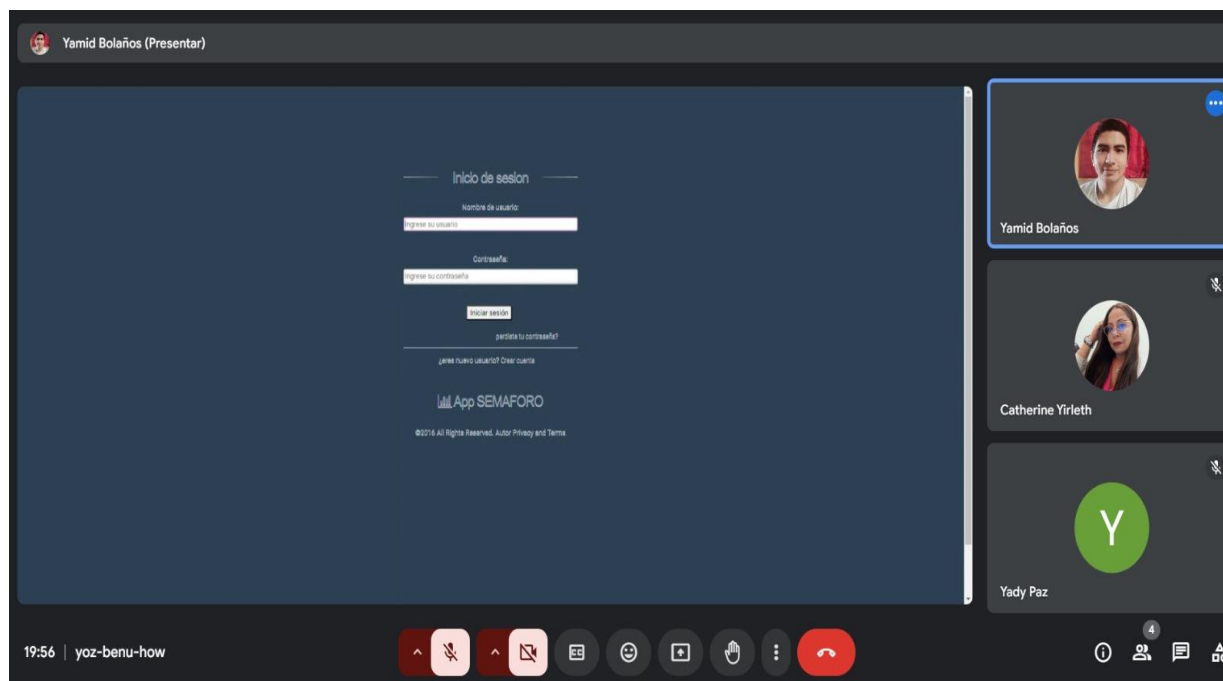 Yamid Bolaños (Presentar)
Inicio de sesion
Nombre de usuario:
Ingrese su usuario
Contraseña:
Ingrese su contraseña
Iniciar sesión
perdiste tu contraseña?
¿eres nuevo usuario? Crear cuenta
App SEMAFORO
©2016 All Rights Reserved. Autor Privacy and Terms
Yamid Bolaños
Catherine Yirleth
Y
Yady Paz
19:56 | yoz-benu-how
4